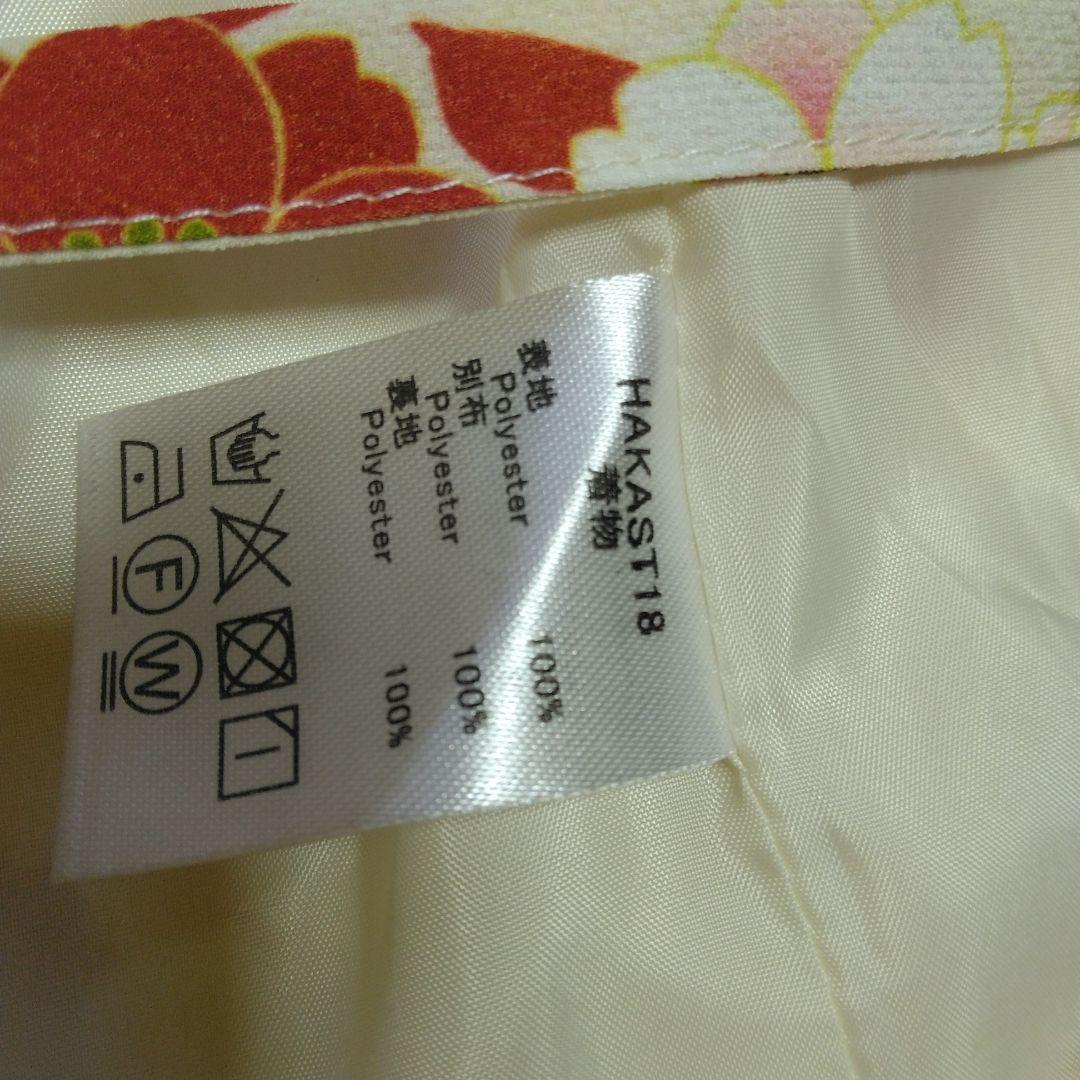 HAKAST18
着物
表地
Polyester 100%
別布
Polyester 100%
裏地
Polyester 100%
F
W